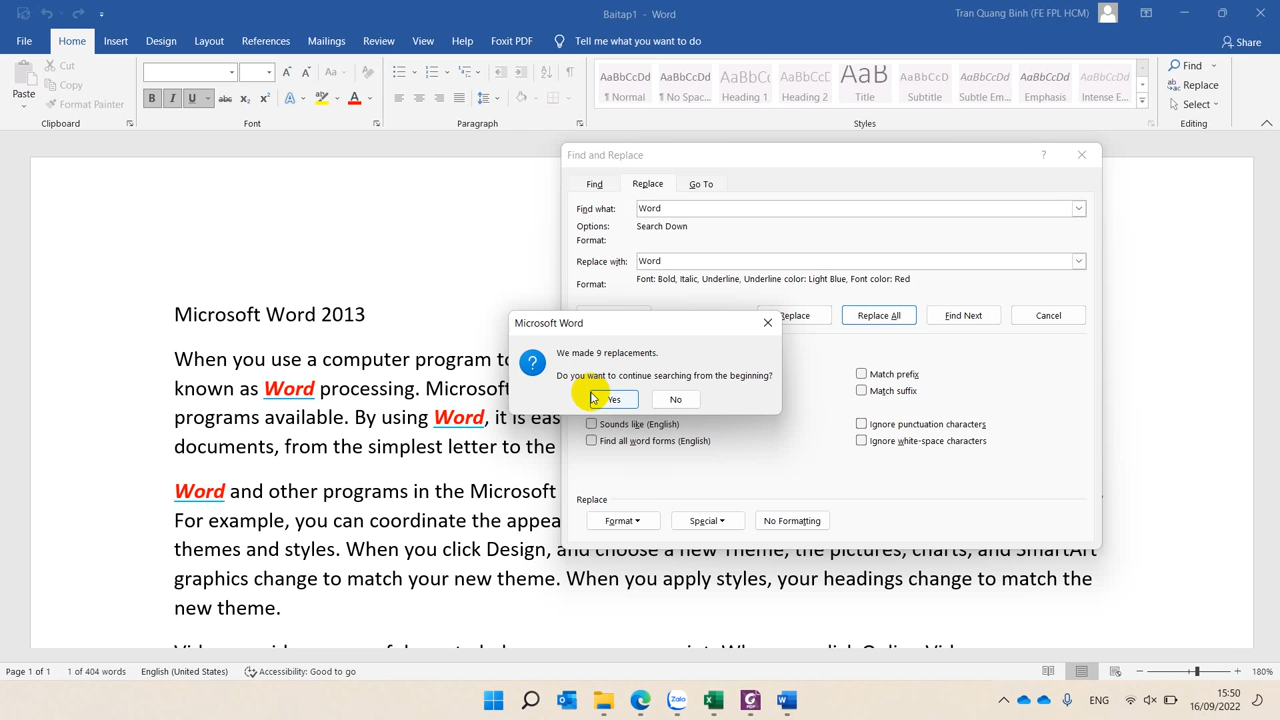 Baitap1 - Word
Tran Quang Binh (FE FPL HCM)
File Home Insert Design Layout References Mailings Review View Help Foxit PDF Tell me what you want to do Share
Paste
Cut
Copy
Format Painter
Clipboard
Font
Paragraph
AaBbCcDd
¶ Normal
AaBbCcDd
¶ No Spac...
AaBbCcDd
Heading 1
AaBbCcDd
Heading 2
AaB
Title
AaBbCcDd
Subtitle
AaBbCcDd
Subtle Em...
AaBbCcDd
Emphasis
AaBbCcDd
Intense E...
Styles
Find
Replace
Select
Editing
Microsoft Word 2013
When you use a computer program to
known as Word processing. Microsoft
programs available. By using Word, it is eas
documents, from the simplest letter to the
Word and other programs in the Microsoft
For example, you can coordinate the appea
themes and styles. When you click Design, and choose a new Theme, the pictures, charts, and SmartArt
graphics change to match your new theme. When you apply styles, your headings change to match the
new theme.
Find and Replace
Find Replace Go To
Find what: Word
Options: Search Down
Format:
Replace with: Word
Format: Font: Bold, Italic, Underline, Underline color: Light Blue, Font color: Red
Replace All Find Next Cancel
Microsoft Word
We made 9 replacements.
Do you want to continue searching from the beginning?
Yes No
Match prefix
Match suffix
Sounds like (English)
Find all word forms (English)
Ignore punctuation characters
Ignore white-space characters
Replace
Format Special No Formatting
Page 1 of 1 1 of 404 words English (United States) Accessibility: Good to go 180%
Zalo
ENG
15:50
16/09/2022